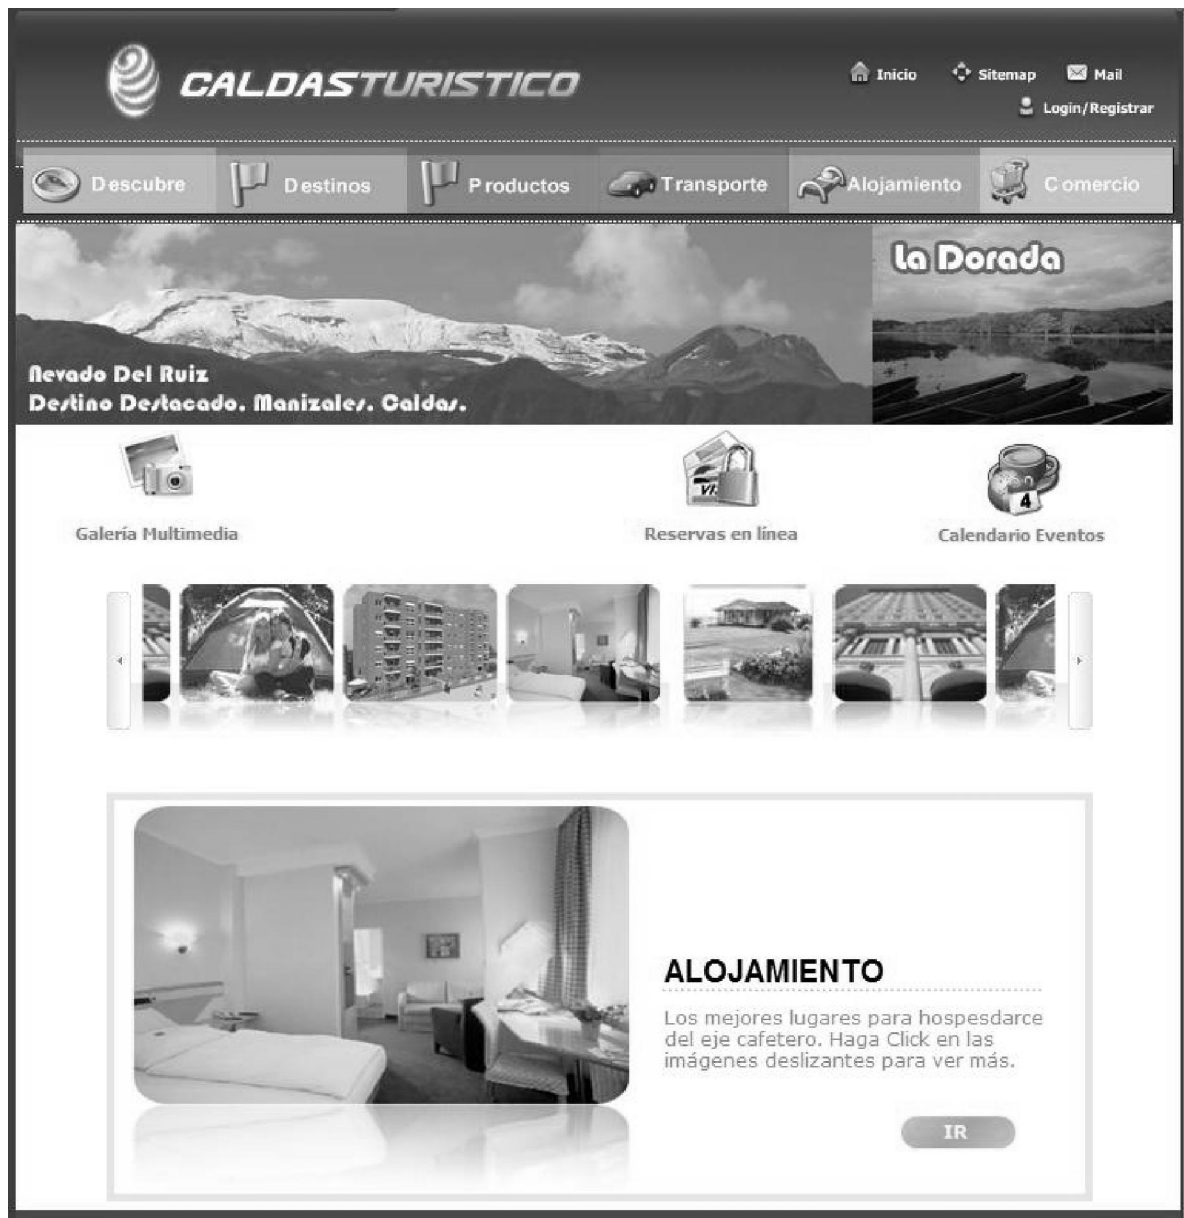 CALDASTURISTICO
Inicio Sitemap Mail
Login/Registrar
Descubre Destinos Productos Transporte Alojamiento Comercio
La Dorada
Nevado Del Ruiz
Destino Destacado. Manizales. Caldas.
VIS
4
Galería Multimedia Reservas en línea Calendario Eventos
ALOJAMIENTO
Los mejores lugares para hospesdarce
del eje cafetero. Haga Click en las
imágenes deslizantes para ver más.
IR